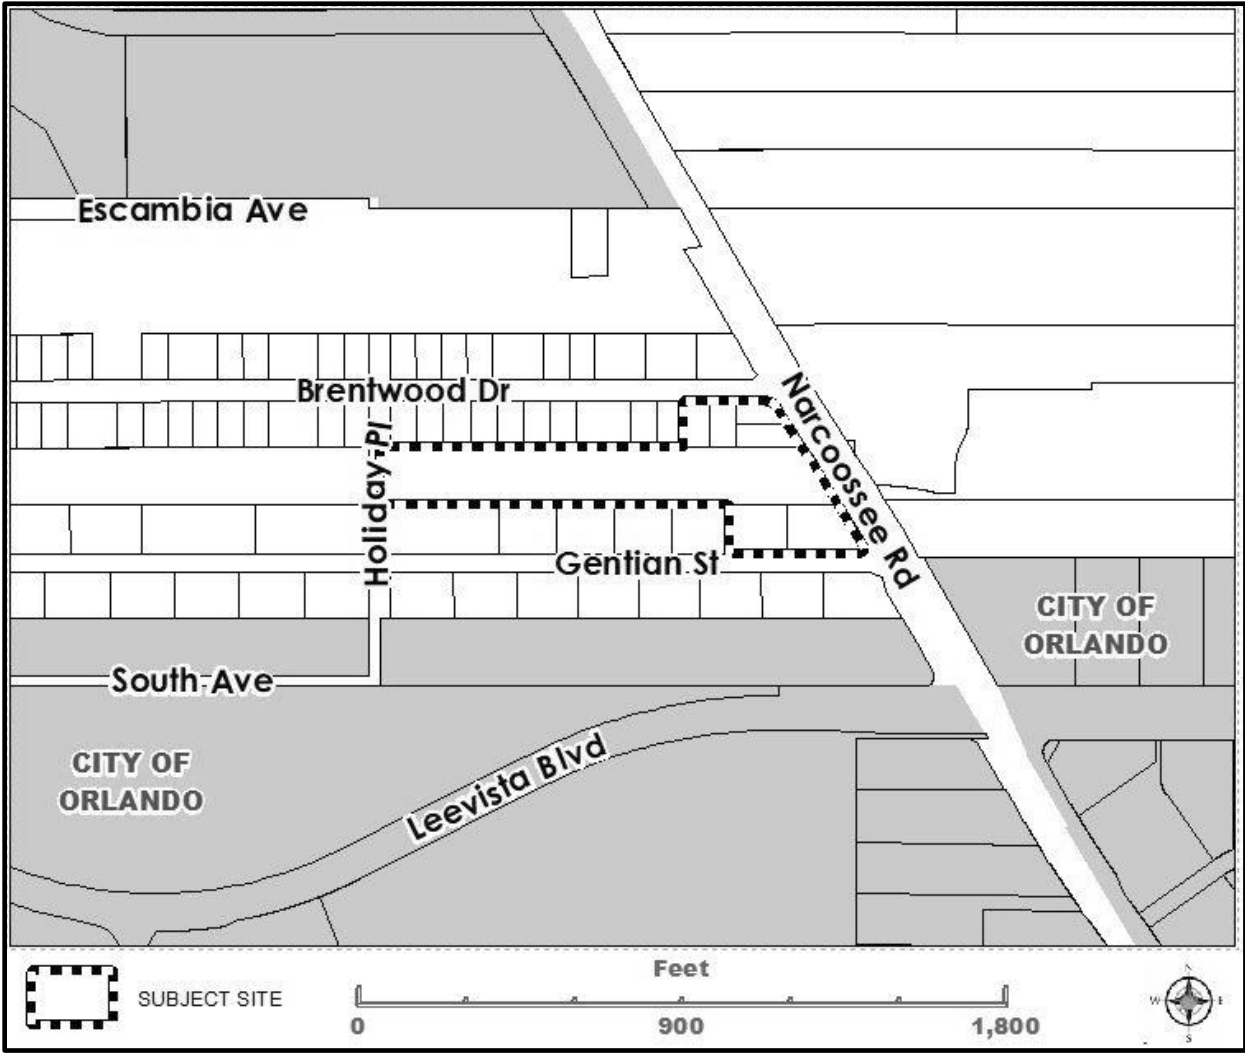 Escambia Ave
Brentwood Dr
Narcoossee Rd
Holiday Pl
Gentian St
CITY OF
ORLANDO
South Ave
CITY OF
ORLANDO
Leevista Blvd
SUBJECT SITE
Feet
0 900 1,800
N
W E
S